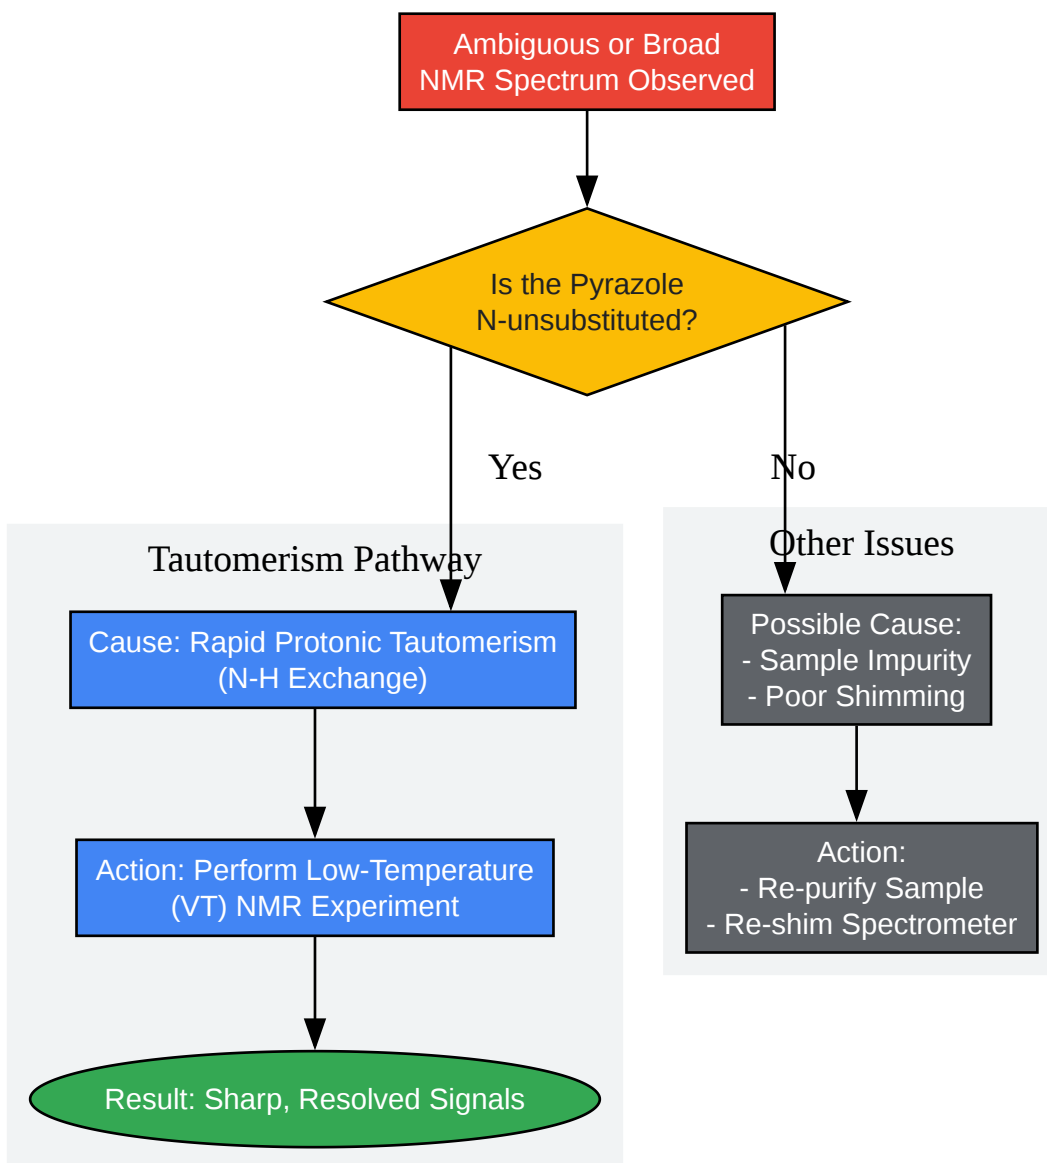 Ambiguous or Broad
NMR Spectrum Observed
Is the Pyrazole
N-unsubstituted?
Yes
No
Tautomerism Pathway
Cause: Rapid Protonic Tautomerism
(N-H Exchange)
Action: Perform Low-Temperature
(VT) NMR Experiment
Result: Sharp, Resolved Signals
Other Issues
Possible Cause:
- Sample Impurity
- Poor Shimming
Action:
- Re-purify Sample
- Re-shim Spectrometer